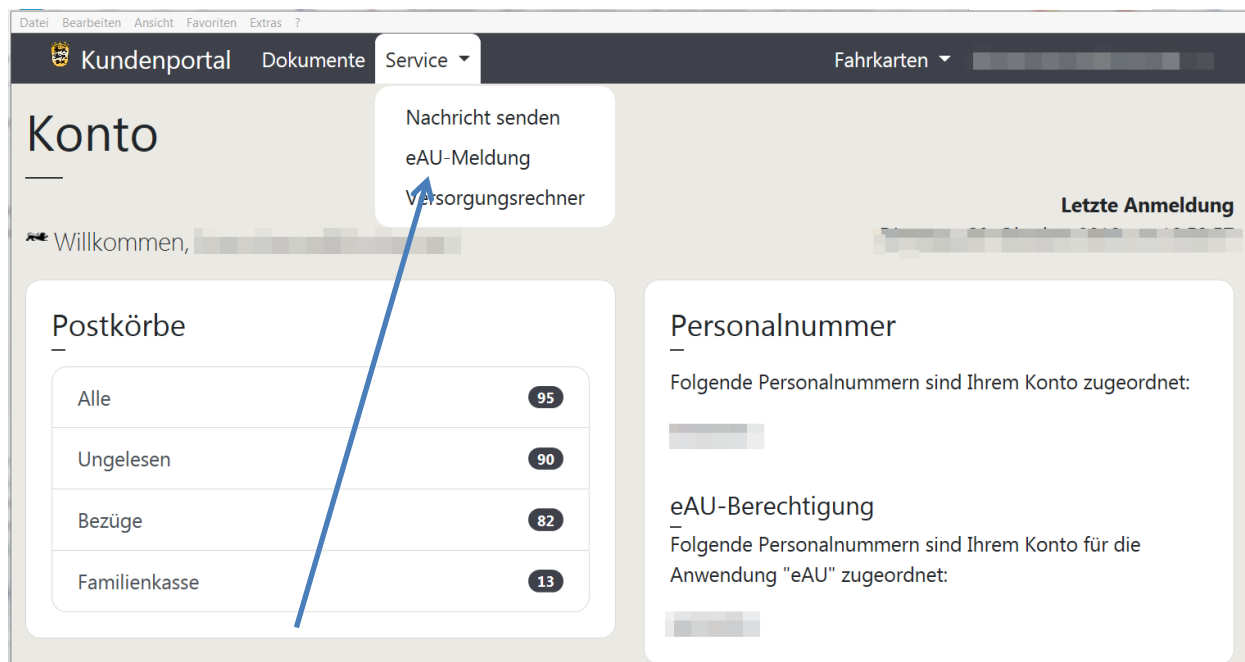 Datei Bearbeiten Ansicht Favoriten Extras ?
Kundenportal Dokumente Service Fahrkarten
Nachricht senden
eAU-Meldung
Versorgungsrechner
Konto
Letzte Anmeldung
Willkommen,
Postkörbe
Alle 95
Ungelesen 90
Bezüge 82
Familienkasse 13
Personalnummer
Folgende Personalnummern sind Ihrem Konto zugeordnet:
eAU-Berechtigung
Folgende Personalnummern sind Ihrem Konto für die
Anwendung "eAU" zugeordnet: